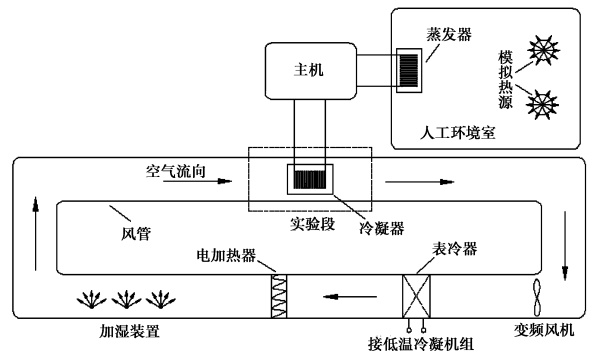 蒸发器
模拟热源
主机
人工环境室
空气流向
实验段
冷凝器
风管
电加热器
表冷器
加湿装置
接低温冷凝机组
变频风机